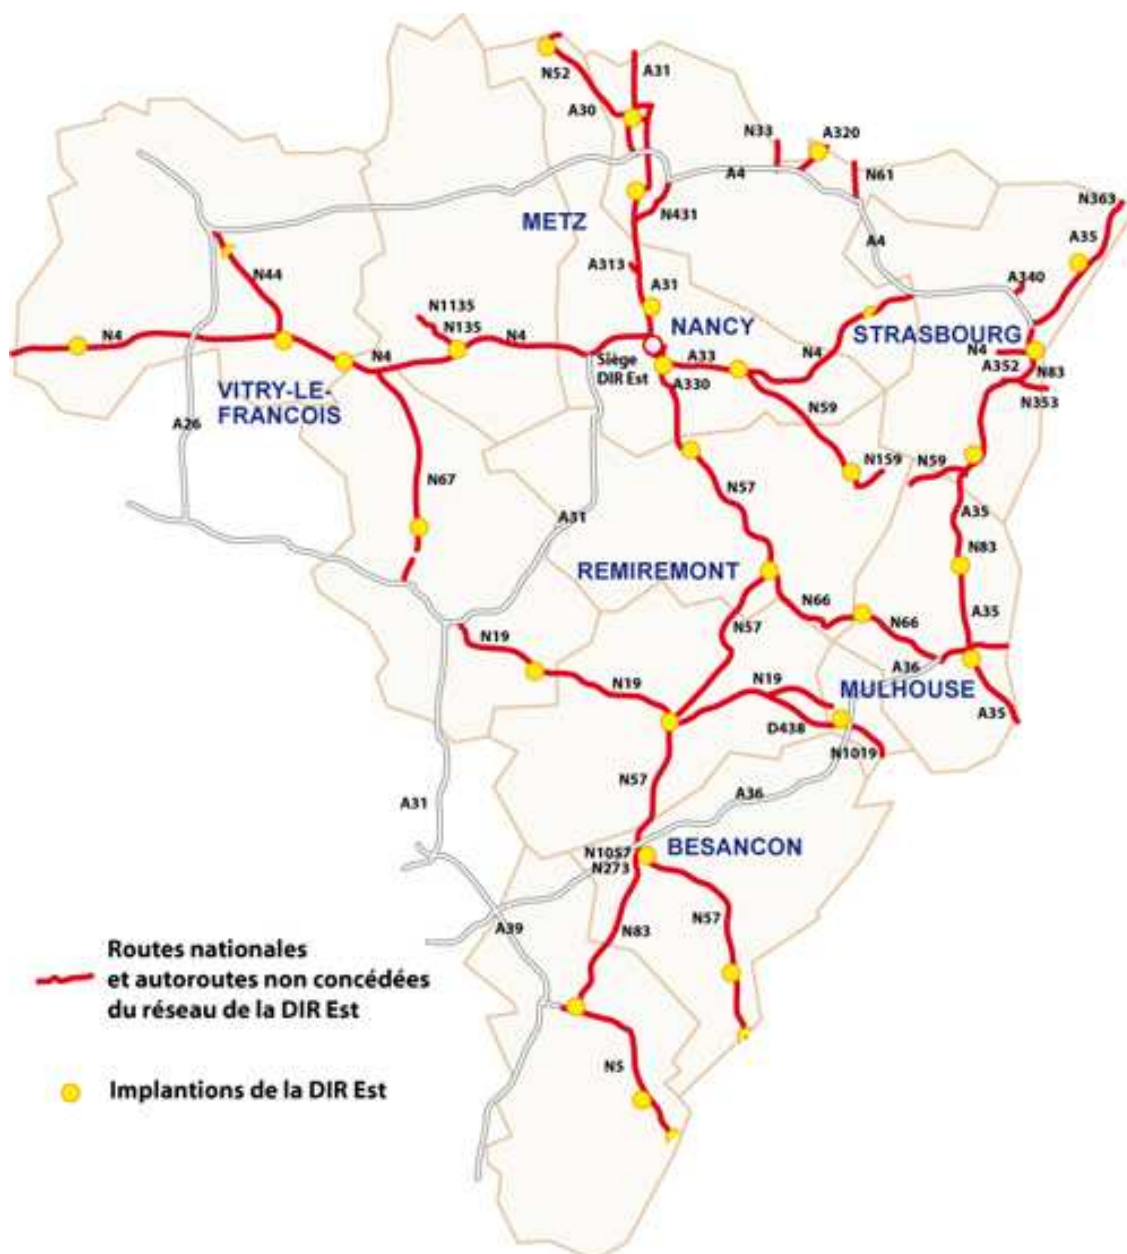 N52
A31
A30
N33
A320
A4
N61
N363
METZ
N431
A4
A35
A313
N44
A340
A31
N1135
NANCY
STRASBOURG
N4
N135
N4
Siège
DIR Est
A33
N4
N4
A352
N83
N4
A330
N353
VITRY-LE-
FRANCOIS
N59
A26
N159
N59
N67
N57
A31
A35
N83
REMIREMONT
N66
N66
A35
N57
N19
A36
N19
N19
MULHOUSE
A35
D438
N1019
N57
A36
A31
N1057
N273
BESANCON
N57
A39
N83
Routes nationales
et autoroutes non concédées
du réseau de la DIR Est
N5
Implantions de la DIR Est